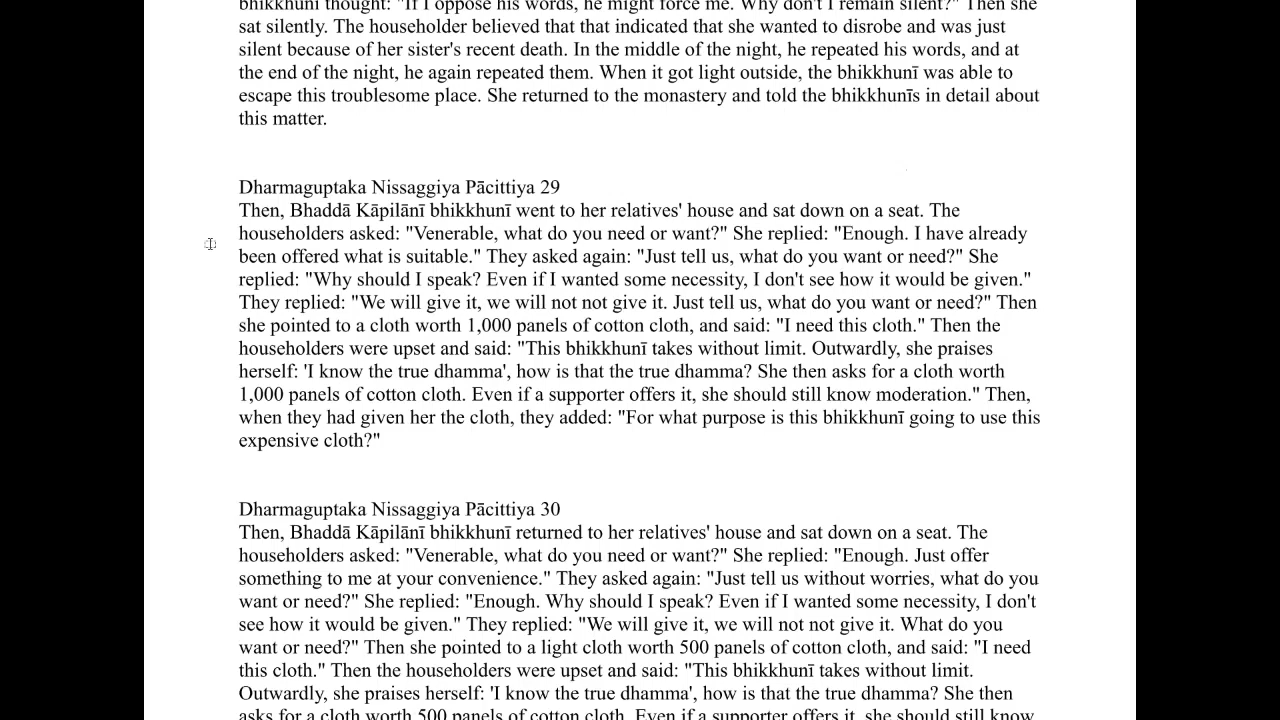 bhikkhunī thought: "If I oppose his words, he might force me. Why don't I remain silent?" Then she
sat silently. The householder believed that that indicated that she wanted to disrobe and was just
silent because of her sister's recent death. In the middle of the night, he repeated his words, and at
the end of the night, he again repeated them. When it got light outside, the bhikkhunī was able to
escape this troublesome place. She returned to the monastery and told the bhikkhunīs in detail about
this matter.
Dharmaguptaka Nissaggiya Pācittiya 29
Then, Bhaddā Kāpilānī bhikkhunī went to her relatives' house and sat down on a seat. The
householders asked: "Venerable, what do you need or want?" She replied: "Enough. I have already
been offered what is suitable." They asked again: "Just tell us, what do you want or need?" She
replied: "Why should I speak? Even if I wanted some necessity, I don't see how it would be given."
They replied: "We will give it, we will not not give it. Just tell us, what do you want or need?" Then
she pointed to a cloth worth 1,000 panels of cotton cloth, and said: "I need this cloth." Then the
householders were upset and said: "This bhikkhunī takes without limit. Outwardly, she praises
herself: 'I know the true dhamma', how is that the true dhamma? She then asks for a cloth worth
1,000 panels of cotton cloth. Even if a supporter offers it, she should still know moderation." Then,
when they had given her the cloth, they added: "For what purpose is this bhikkhunī going to use this
expensive cloth?"
Dharmaguptaka Nissaggiya Pācittiya 30
Then, Bhaddā Kāpilānī bhikkhunī returned to her relatives' house and sat down on a seat. The
householders asked: "Venerable, what do you need or want?" She replied: "Enough. Just offer
something to me at your convenience." They asked again: "Just tell us without worries, what do you
want or need?" She replied: "Enough. Why should I speak? Even if I wanted some necessity, I don't
see how it would be given." They replied: "We will give it, we will not not give it. What do you
want or need?" Then she pointed to a light cloth worth 500 panels of cotton cloth, and said: "I need
this cloth." Then the householders were upset and said: "This bhikkhunī takes without limit.
Outwardly, she praises herself: 'I know the true dhamma', how is that the true dhamma? She then
asks for a cloth worth 500 panels of cotton cloth. Even if a supporter offers it, she should still know